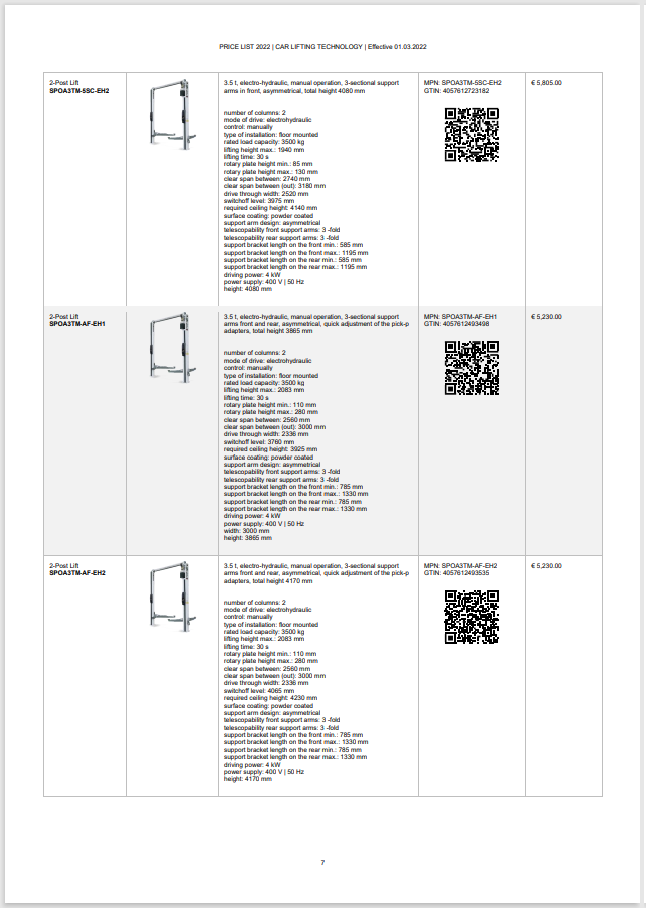 PRICE LIST 2022 | CAR LIFTING TECHNOLOGY | Effective 01.03.2022
2-Post Lift
SPOA3TM-5SC-EH2
3.5 t, electro-hydraulic, manual operation, 3-sectional support
arms in front, asymmetrical, total height 4080 mm
number of columns: 2
mode of drive: electrohydraulic
control: manually
type of installation: floor mounted
rated load capacity: 3500 kg
lifting height max.: 1940 mm
lifting time: 30 s
rotary plate height min.: 85 mm
rotary plate height max.: 130 mm
clear span between: 2740 mm
clear span between (out): 3180 mm
drive through width: 2520 mm
switchoff level: 3975 mm
required ceiling height: 4140 mm
surface coating: powder coated
support arm design: asymmetrical
telescopability front support arms: 3 -fold
telescopability rear support arms: 3 -fold
support bracket length on the front min.: 585 mm
support bracket length on the front max.: 1195 mm
support bracket length on the rear min.: 585 mm
support bracket length on the rear max.: 1195 mm
driving power: 4 kW
power supply: 400 V | 50 Hz
height: 4080 mm
MPN: SPOA3TM-5SC-EH2
GTIN: 4057612723182
€ 5,805.00
2-Post Lift
SPOA3TM-AF-EH1
3.5 t, electro-hydraulic, manual operation, 3-sectional support
arms front and rear, asymmetrical, quick adjustment of the pick-p
adapters, total height 3865 mm
number of columns: 2
mode of drive: electrohydraulic
control: manually
type of installation: floor mounted
rated load capacity: 3500 kg
lifting height max.: 2083 mm
lifting time: 30 s
rotary plate height min.: 110 mm
rotary plate height max.: 280 mm
clear span between: 2560 mm
clear span between (out): 3000 mm
drive through width: 2336 mm
switchoff level: 3760 mm
required ceiling height: 3925 mm
surface coating: powder coated
support arm design: asymmetrical
telescopability front support arms: 3 -fold
telescopability rear support arms: 3 -fold
support bracket length on the front min.: 785 mm
support bracket length on the front max.: 1330 mm
support bracket length on the rear min.: 785 mm
support bracket length on the rear max.: 1330 mm
driving power: 4 kW
power supply: 400 V | 50 Hz
width: 3000 mm
height: 3865 mm
MPN: SPOA3TM-AF-EH1
GTIN: 4057612493498
€ 5,230.00
2-Post Lift
SPOA3TM-AF-EH2
3.5 t, electro-hydraulic, manual operation, 3-sectional support
arms front and rear, asymmetrical, quick adjustment of the pick-p
adapters, total height 4170 mm
number of columns: 2
mode of drive: electrohydraulic
control: manually
type of installation: floor mounted
rated load capacity: 3500 kg
lifting height max.: 2083 mm
lifting time: 30 s
rotary plate height min.: 110 mm
rotary plate height max.: 280 mm
clear span between: 2560 mm
clear span between (out): 3000 mm
drive through width: 2336 mm
switchoff level: 4065 mm
required ceiling height: 4230 mm
surface coating: powder coated
support arm design: asymmetrical
telescopability front support arms: 3 -fold
telescopability rear support arms: 3 -fold
support bracket length on the front min.: 785 mm
support bracket length on the front max.: 1330 mm
support bracket length on the rear min.: 785 mm
support bracket length on the rear max.: 1330 mm
driving power: 4 kW
power supply: 400 V | 50 Hz
height: 4170 mm
MPN: SPOA3TM-AF-EH2
GTIN: 4057612493535
€ 5,230.00
7